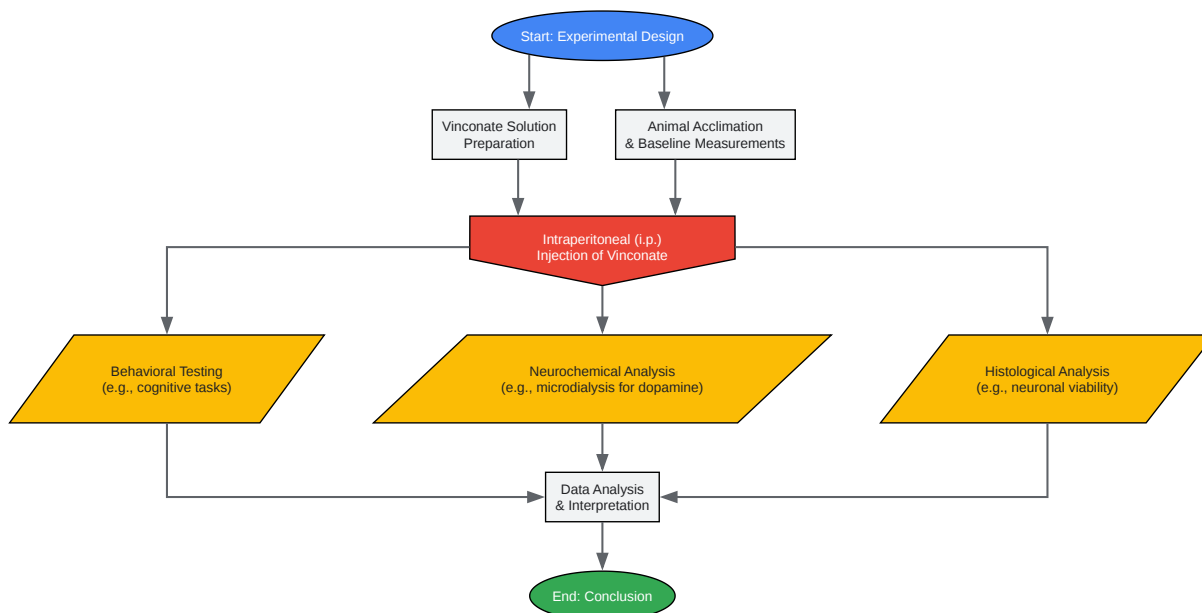 Start: Experimental Design
Vinconate Solution
Preparation
Animal Acclimation
& Baseline Measurements
Intraperitoneal (i.p.)
Injection of Vinconate
Behavioral Testing
(e.g., cognitive tasks)
Neurochemical Analysis
(e.g., microdialysis for dopamine)
Histological Analysis
(e.g., neuronal viability)
Data Analysis
& Interpretation
End: Conclusion